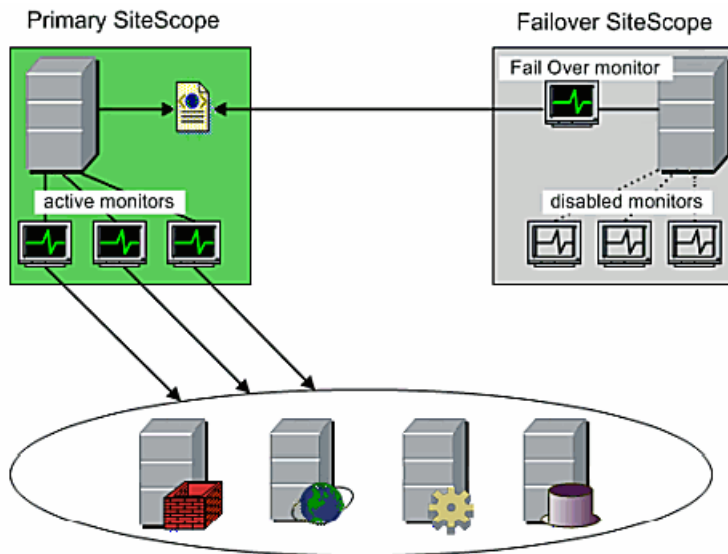 Primary SiteScope
Failover SiteScope
Fail Over monitor
active monitors
disabled monitors